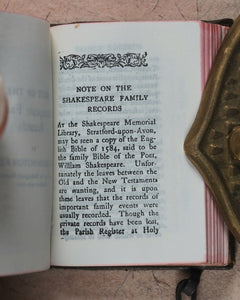 NOTE ON THE
SHAKESPEARE FAMILY
RECORDS
At the Shakespeare Memorial
Library, Stratford-upon-Avon,
may be seen a copy of the Eng-
lish Bible of 1584, said to be the
family Bible of the Poet,
William Shakespeare. Unfor-
tunately the leaves between the
Old and the New Testaments
are wanting, and it is upon
these leaves that the records of
important family events were
usually recorded. Though the
private records have been lost,
the Parish Register at Holy